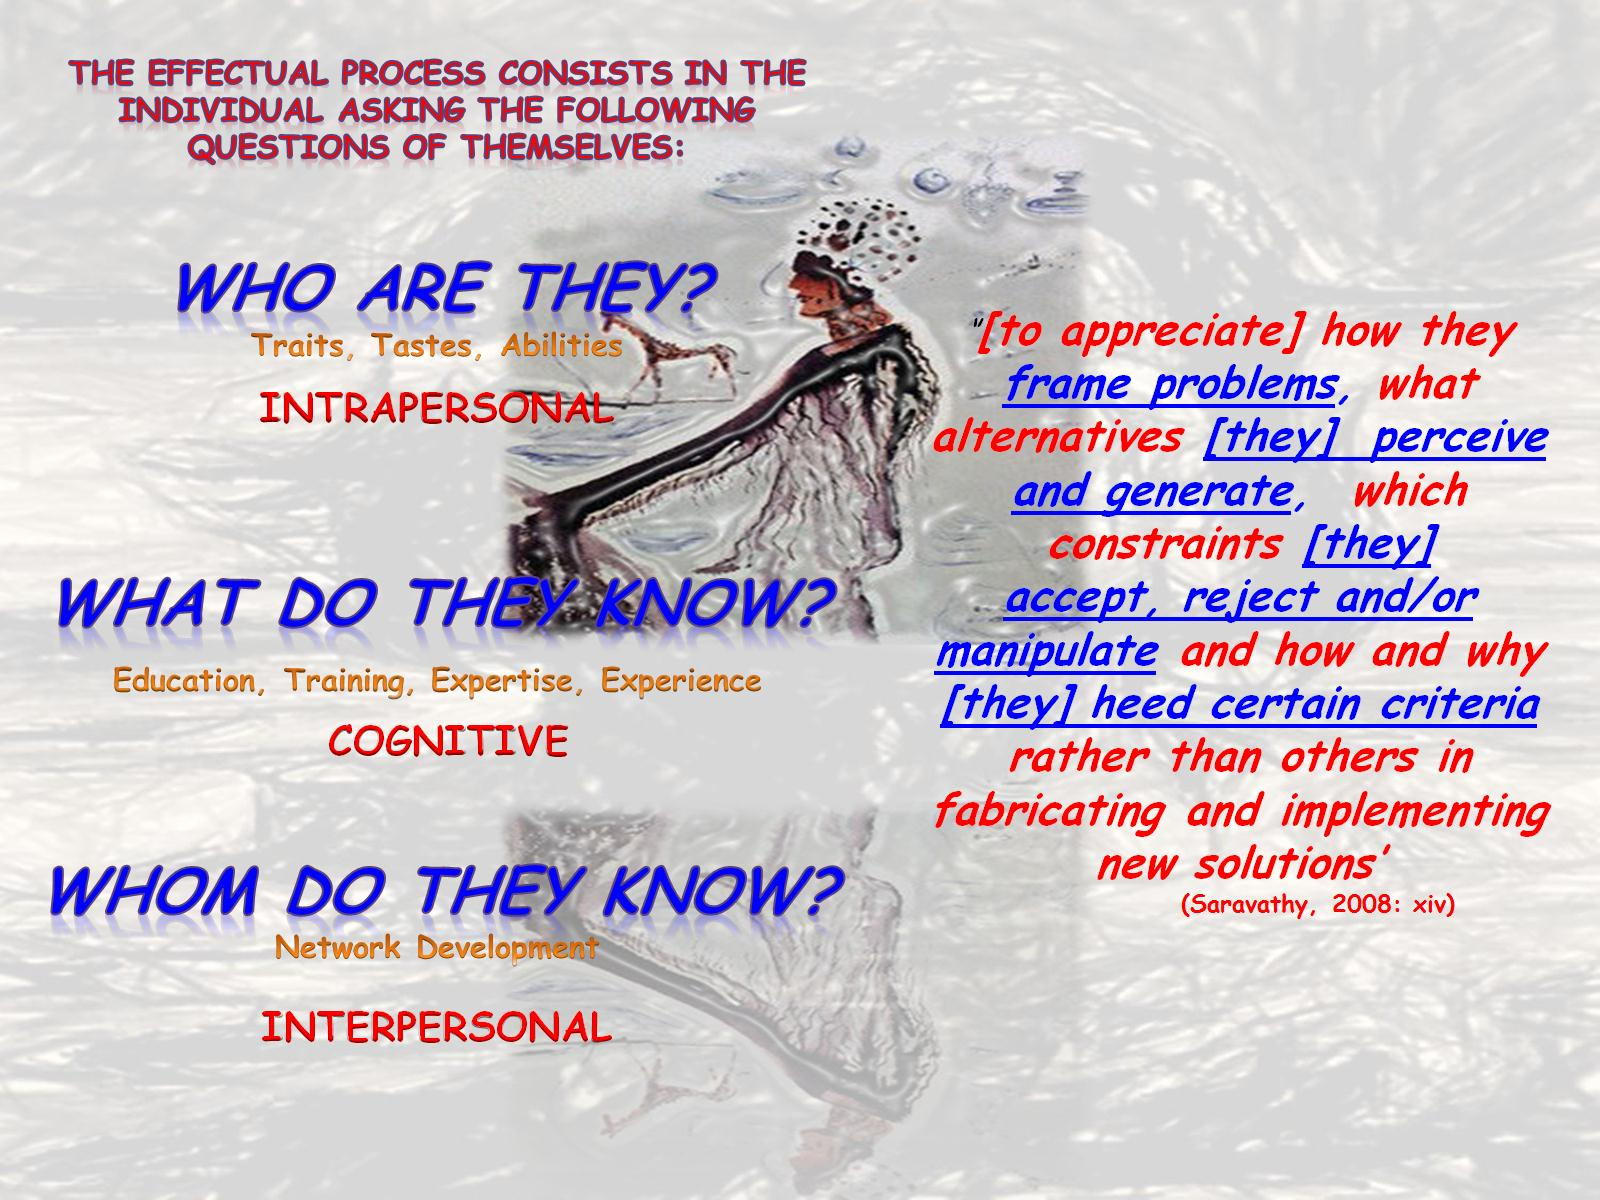 THE EFFECTUAL PROCESS CONSISTS IN THE
INDIVIDUAL ASKING THE FOLLOWING
QUESTIONS OF THEMSELVES:
WHO ARE THEY?
Traits, Tastes, Abilities
INTRAPERSONAL
WHAT DO THEY KNOW?
Education, Training, Expertise, Experience
COGNITIVE
WHOM DO THEY KNOW?
Network Development
INTERPERSONAL
"[to appreciate] how they
frame problems, what
alternatives [they] perceive
and generate, which
constraints [they]
accept, reject and/or
manipulate and how and why
[they] heed certain criteria
rather than others in
fabricating and implementing
new solutions’
(Saravathy, 2008: xiv)